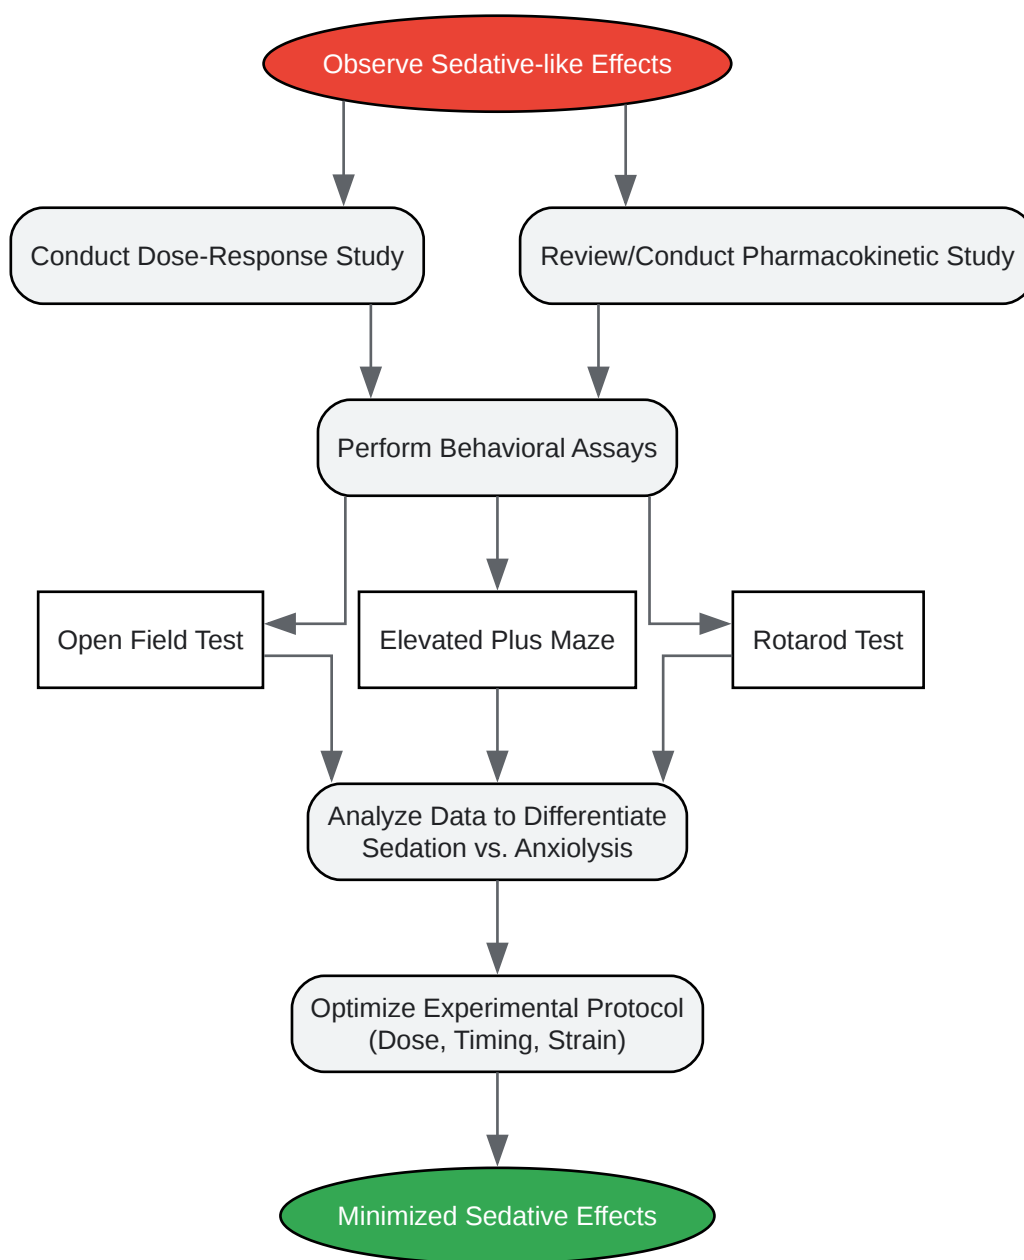 Observe Sedative-like Effects
Conduct Dose-Response Study
Review/Conduct Pharmacokinetic Study
Perform Behavioral Assays
Open Field Test
Elevated Plus Maze
Rotarod Test
Analyze Data to Differentiate
Sedation vs. Anxiolysis
Optimize Experimental Protocol
(Dose, Timing, Strain)
Minimized Sedative Effects